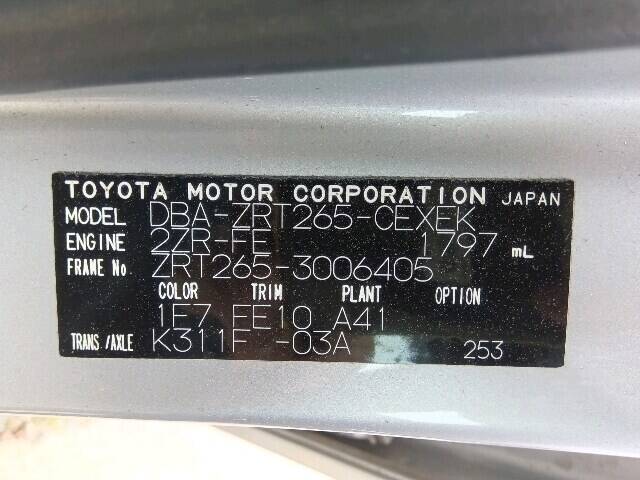 TOYOTA MOTOR CORPORATION JAPAN
MODEL DBA-ZRT265-CEXEK
ENGINE 2ZR-FE 1797 mL
FRAME No. ZRT265-3006405
COLOR TRIM PLANT OPTION
1F7 FE10 A41
TRANS./AXLE K311F -03A 253